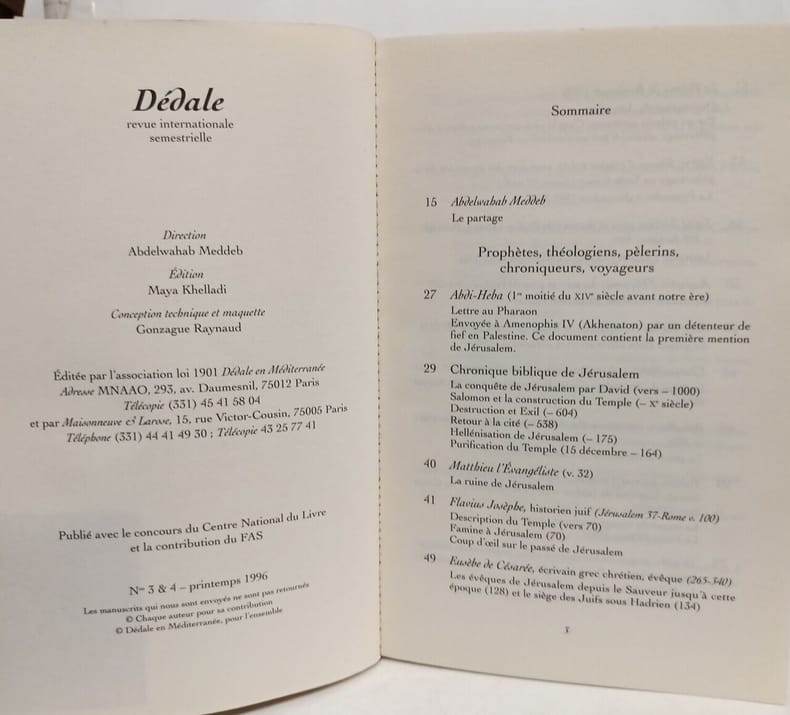 Dédale
revue internationale
semestrielle
Direction
Abdelwahab Meddeb
Édition
Maya Khelladi
Conception technique et maquette
Gonzague Raynaud
Éditée par l'association loi 1901 Dédale en Méditerranée
Adresse MNAAO, 293, av. Daumesnil, 75012 Paris
Télécopie (331) 45 41 58 04
et par Maisonneuve & Larose, 15, rue Victor-Cousin, 75005 Paris
Téléphone (331) 44 41 49 30 ; Télécopie 43 25 77 41
Publié avec le concours du Centre National du Livre
et la contribution du FAS
Nos 3 & 4 – printemps 1996
Les manuscrits qui nous sont envoyés ne sont pas retournés
© Chaque auteur pour sa contribution
© Dédale en Méditerranée, pour l'ensemble
Sommaire
15 Abdelwahab Meddeb
Le partage
Prophètes, théologiens, pèlerins,
chroniqueurs, voyageurs
27 Abdi-Heba (1re moitié du XIVe siècle avant notre ère)
Lettre au Pharaon
Envoyée à Amenophis IV (Akhenaton) par un détenteur de
fief en Palestine. Ce document contient la première mention
de Jérusalem.
29 Chronique biblique de Jérusalem
La conquête de Jérusalem par David (vers – 1000)
Salomon et la construction du Temple (– Xe siècle)
Destruction et Exil (– 604)
Retour à la cité (– 538)
Hellénisation de Jérusalem (– 175)
Purification du Temple (15 décembre – 164)
40 Matthieu l'Évangéliste (v. 32)
La ruine de Jérusalem
41 Flavius Josèphe, historien juif (Jérusalem 37-Rome v. 100)
Description du Temple (vers 70)
Famine à Jérusalem (70)
Coup d'œil sur le passé de Jérusalem
49 Eusèbe de Césarée, écrivain grec chrétien, évêque (265-340)
Les évêques de Jérusalem depuis le Sauveur jusqu'à cette
époque (128) et le siège des Juifs sous Hadrien (134)